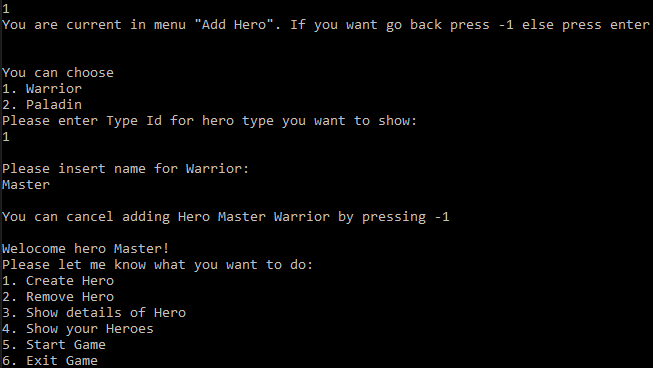 1
You are current in menu "Add Hero". If you want go back press -1 else press enter
You can choose
1. Warrior
2. Paladin
Please enter Type Id for hero type you want to show:
1
Please insert name for Warrior:
Master
You can cancel adding Hero Master Warrior by pressing -1
Welocome hero Master!
Please let me know what you want to do:
1. Create Hero
2. Remove Hero
3. Show details of Hero
4. Show your Heroes
5. Start Game
6. Exit Game